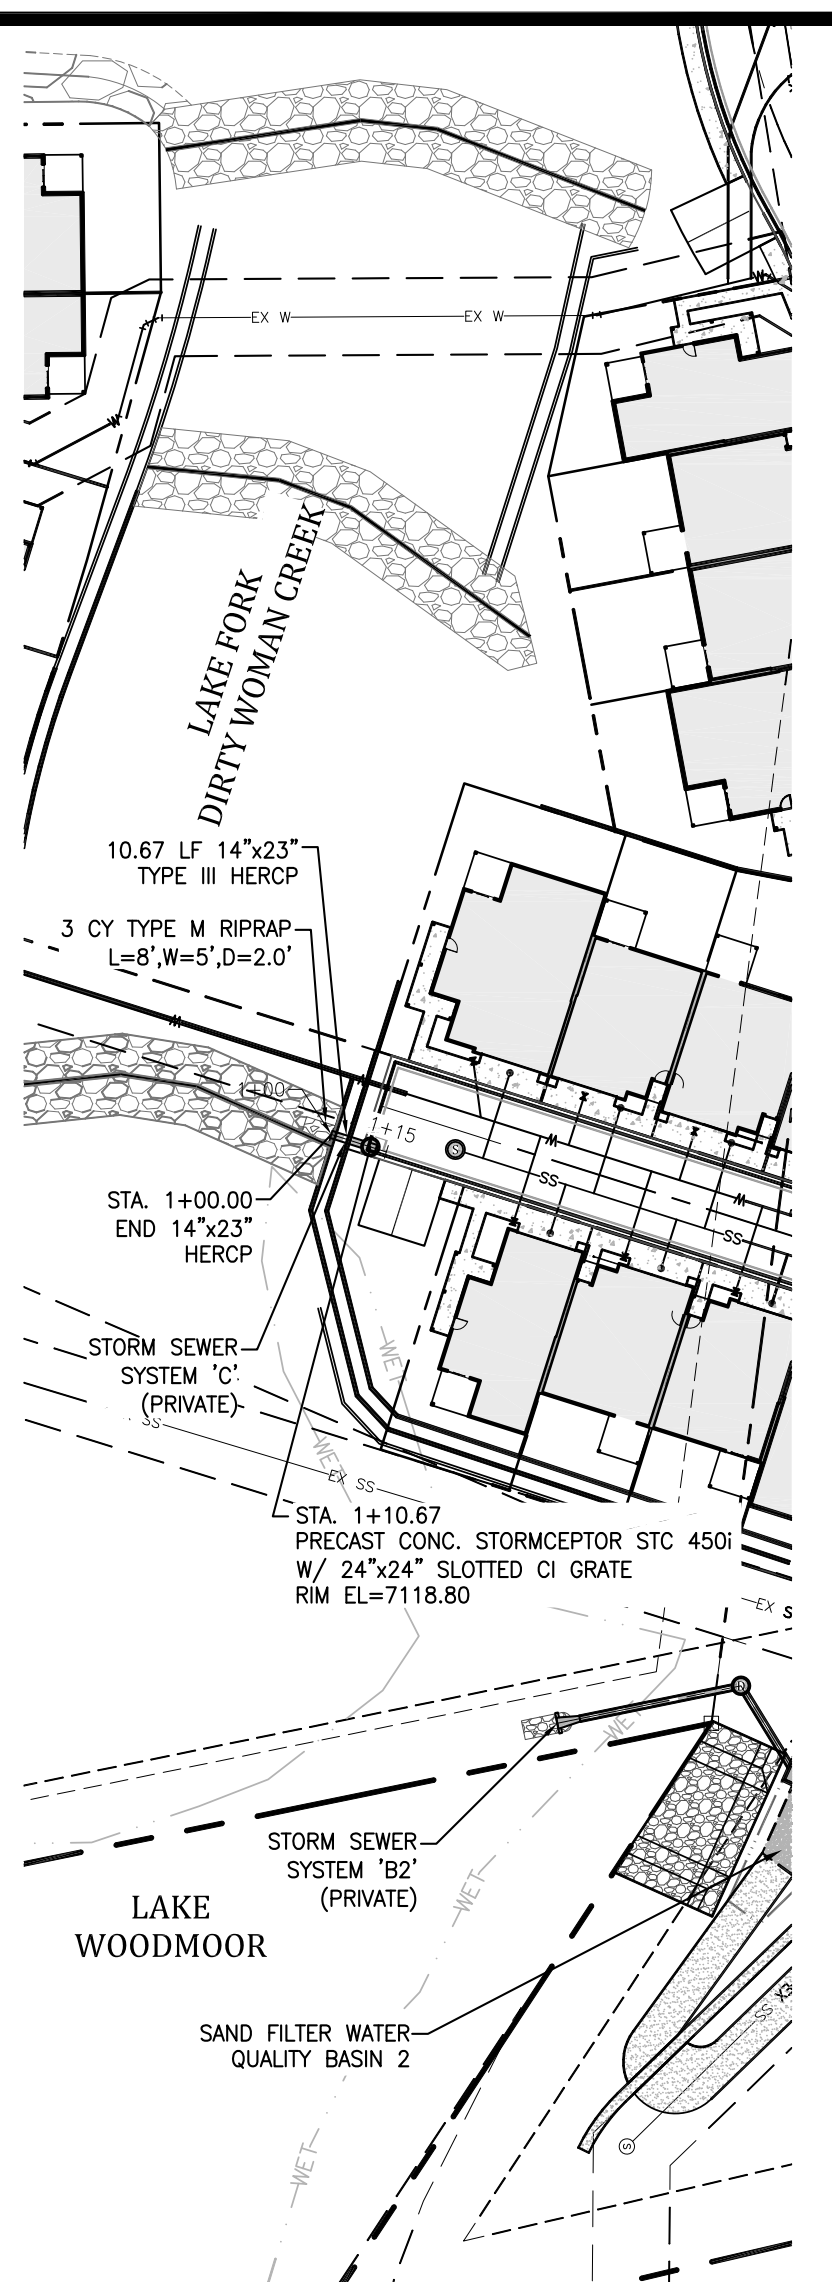 W
EX W
EX W
W
LAKE FORK
DIRTY WOMAN CREEK
10.67 LF 14"x23"
TYPE III HERCP
3 CY TYPE M RIPRAP
L=8',W=5',D=2.0'
W
1+00
1+15
S
W
SS
W
SS
STA. 1+00.00
END 14"x23"
HERCP
STORM SEWER
SYSTEM 'C'
(PRIVATE)
WET
SS
WET
EX SS
STA. 1+10.67
PRECAST CONC. STORMCEPTOR STC 450i
W/ 24"x24" SLOTTED CI GRATE
RIM EL=7118.80
EX S
D
WET
STORM SEWER
SYSTEM 'B2'
(PRIVATE)
WET
LAKE
WOODMOOR
SAND FILTER WATER
QUALITY BASIN 2
EX
SS
S
WET